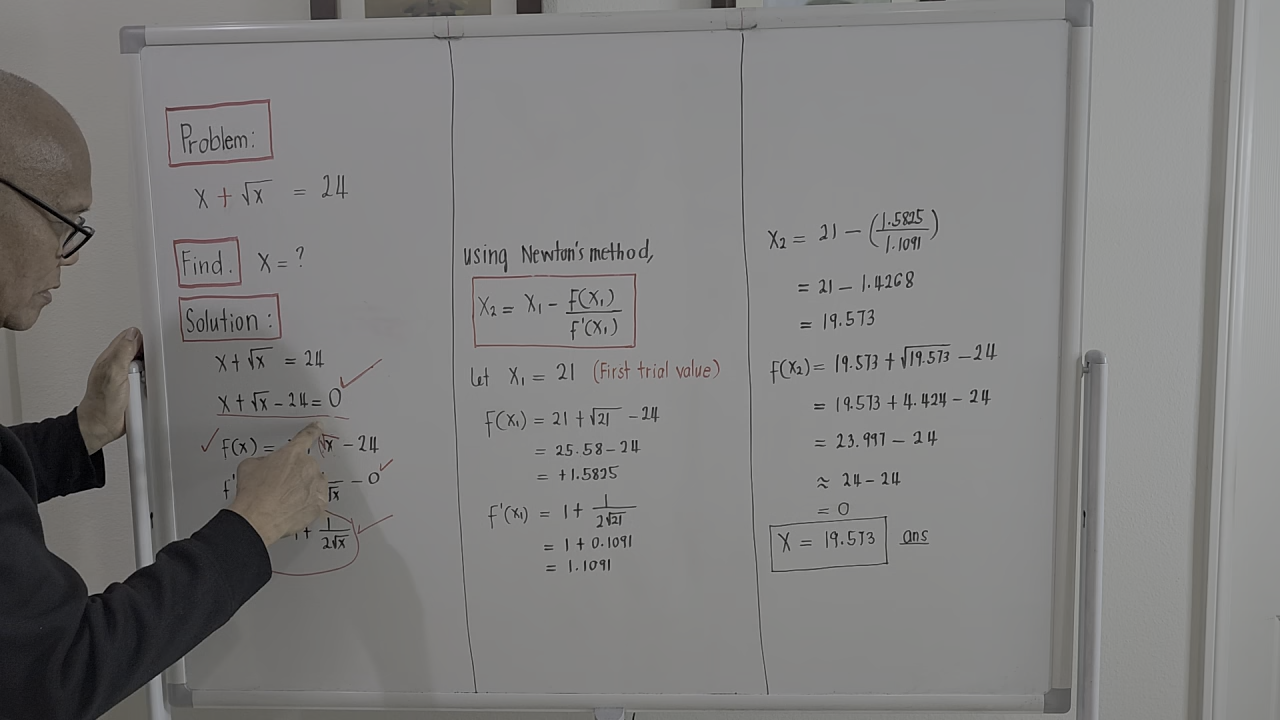 Problem:
x + √x = 24
Find. x = ?
Solution:
x + √x = 24
x + √x - 24 = 0
f(x) = √x - 24
f' √x - 0
+ 1/2√x
using Newton's method,
x₂ = x₁ - f(x₁)/f'(x₁)
let x₁ = 21 (First trial value)
f(x₁) = 21 + √21 - 24
= 25.58 - 24
= +1.5825
f'(x₁) = 1 + 1/2√21
= 1 + 0.1091
= 1.1091
x₂ = 21 - (1.5825/1.1091)
= 21 - 1.4268
= 19.573
f(x₂) = 19.573 + √19.573 - 24
= 19.573 + 4.424 - 24
= 23.997 - 24
≈ 24 - 24
= 0
x = 19.573 ans